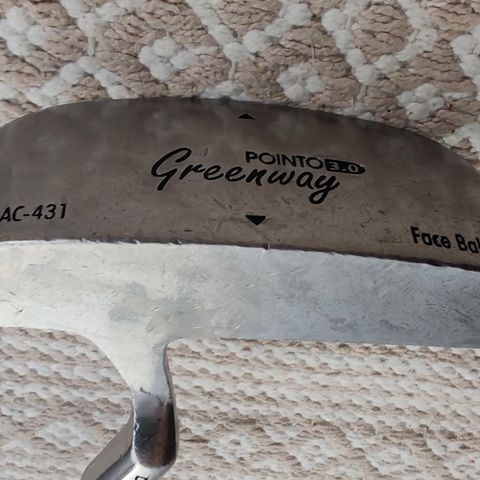 POINTO 3.0
Greenway
AC-431
Face Bal